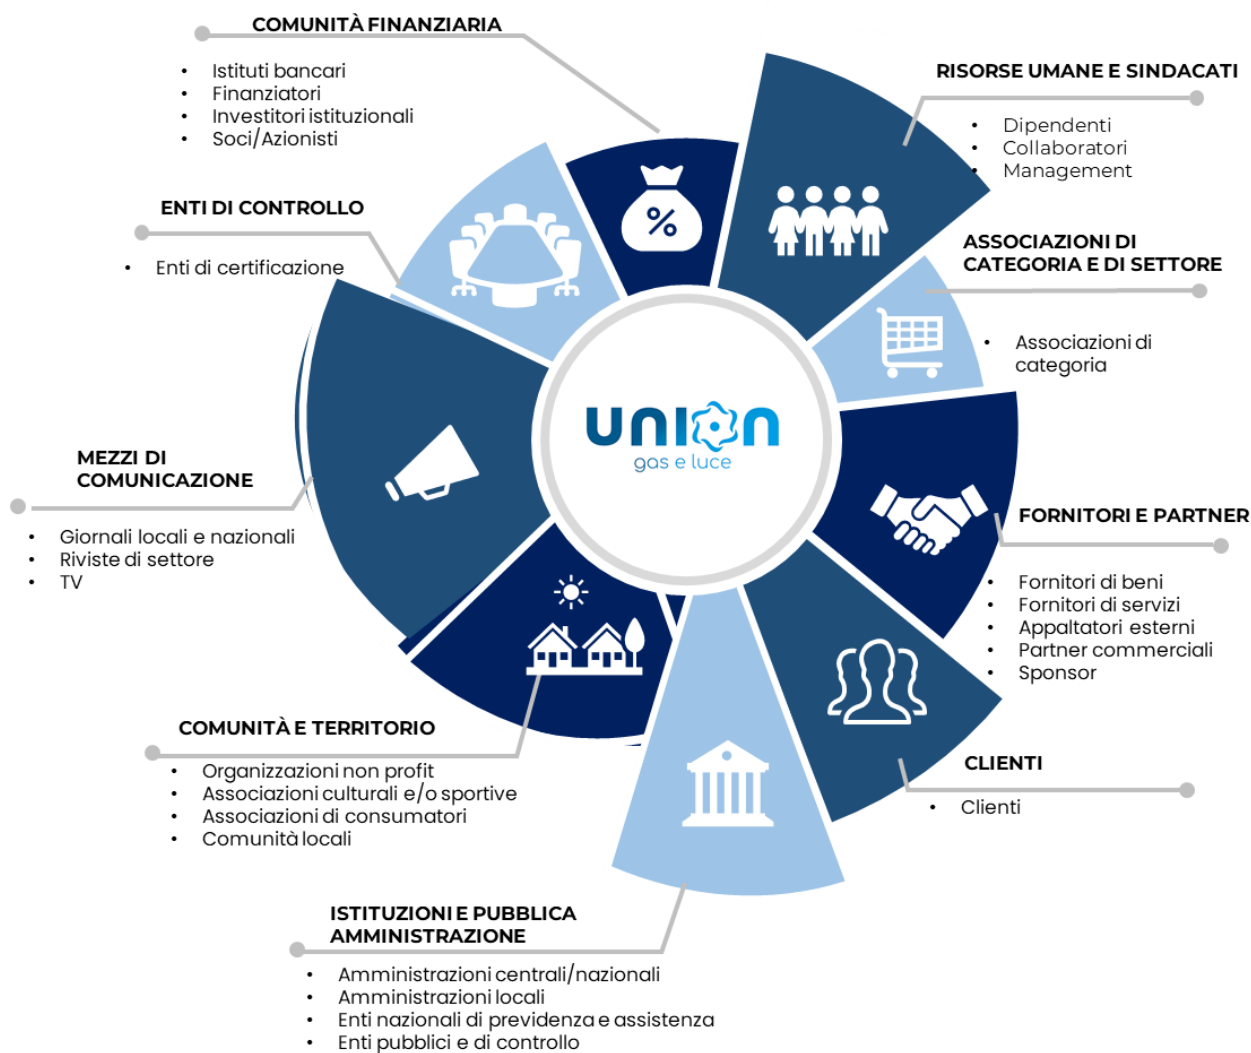 COMUNITÀ FINANZIARIA
• Istituti bancari
• Finanziatori
• Investitori istituzionali
• Soci/Azionisti
RISORSE UMANE E SINDACATI
• Dipendenti
• Collaboratori
• Management
ENTI DI CONTROLLO
• Enti di certificazione
ASSOCIAZIONI DI
CATEGORIA E DI SETTORE
• Associazioni di
categoria
%
UNION
gas e luce
MEZZI DI
COMUNICAZIONE
• Giornali locali e nazionali
• Riviste di settore
• TV
FORNITORI E PARTNER
• Fornitori di beni
• Fornitori di servizi
• Appaltatori esterni
• Partner commerciali
• Sponsor
COMUNITÀ E TERRITORIO
• Organizzazioni non profit
• Associazioni culturali e/o sportive
• Associazioni di consumatori
• Comunità locali
CLIENTI
• Clienti
ISTITUZIONI E PUBBLICA
AMMINISTRAZIONE
• Amministrazioni centrali/nazionali
• Amministrazioni locali
• Enti nazionali di previdenza e assistenza
• Enti pubblici e di controllo